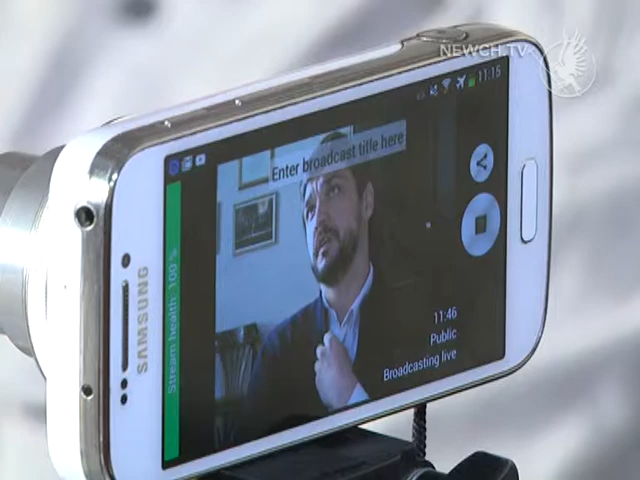 NEWCH.TV
11:15
Enter broadcast title here
Stream health: 100 %
SAMSUNG
11:46
Public
Broadcasting live